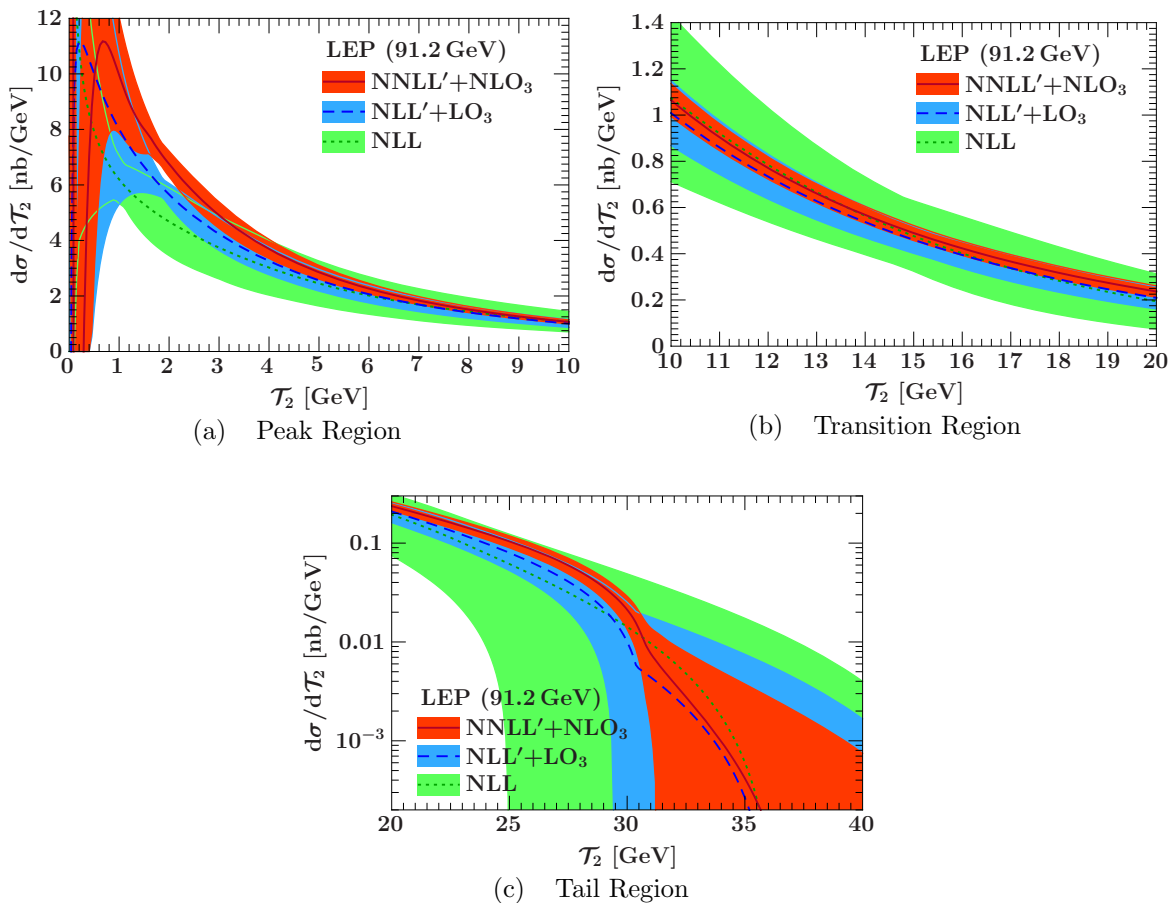 dσ/dT₂ [nb/GeV]
12
10
8
6
4
2
0
LEP (91.2 GeV)
NNLL′+NLO₃
NLL′+LO₃
NLL
0 1 2 3 4 5 6 7 8 9 10
𝒯₂ [GeV]
(a) Peak Region
dσ/d𝒯₂ [nb/GeV]
1.4
1.2
1
0.8
0.6
0.4
0.2
0
LEP (91.2 GeV)
NNLL′+NLO₃
NLL′+LO₃
NLL
10 11 12 13 14 15 16 17 18 19 20
𝒯₂ [GeV]
(b) Transition Region
dσ/d𝒯₂ [nb/GeV]
0.1
0.01
10⁻³
LEP (91.2 GeV)
NNLL′+NLO₃
NLL′+LO₃
NLL
20 25 30 35 40
𝒯₂ [GeV]
(c) Tail Region